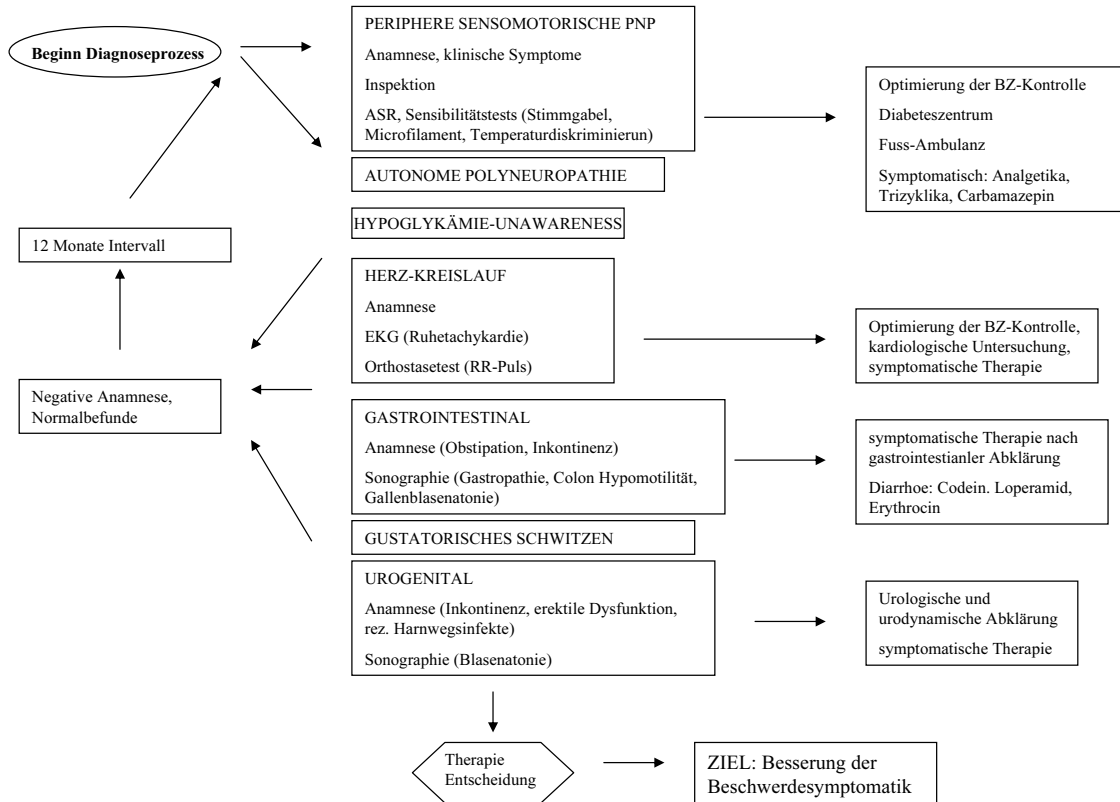 Beginn Diagnoseprozess
PERIPHERE SENSOMOTORISCHE PNP
Anamnese, klinische Symptome
Inspektion
ASR, Sensibilitätstests (Stimmgabel,
Microfilament, Temperaturdiskriminierun)
Optimierung der BZ-Kontrolle
Diabeteszentrum
Fuss-Ambulanz
Symptomatisch: Analgetika,
Trizyklika, Carbamazepin
AUTONOME POLYNEUROPATHIE
HYPOGLYKÄMIE-UNAWARENESS
12 Monate Intervall
HERZ-KREISLAUF
Anamnese
EKG (Ruhetachykardie)
Orthostasetest (RR-Puls)
Optimierung der BZ-Kontrolle,
kardiologische Untersuchung,
symptomatische Therapie
Negative Anamnese,
Normalbefunde
GASTROINTESTINAL
Anamnese (Obstipation, Inkontinenz)
Sonographie (Gastropathie, Colon Hypomotilität,
Gallenblasenatonie)
symptomatische Therapie nach
gastrointestianler Abklärung
Diarrhoe: Codein. Loperamid,
Erythrocin
GUSTATORISCHES SCHWITZEN
UROGENITAL
Anamnese (Inkontinenz, erektile Dysfunktion,
rez. Harnwegsinfekte)
Sonographie (Blasenatonie)
Urologische und
urodynamische Abklärung
symptomatische Therapie
Therapie
Entscheidung
ZIEL: Besserung der
Beschwerdesymptomatik